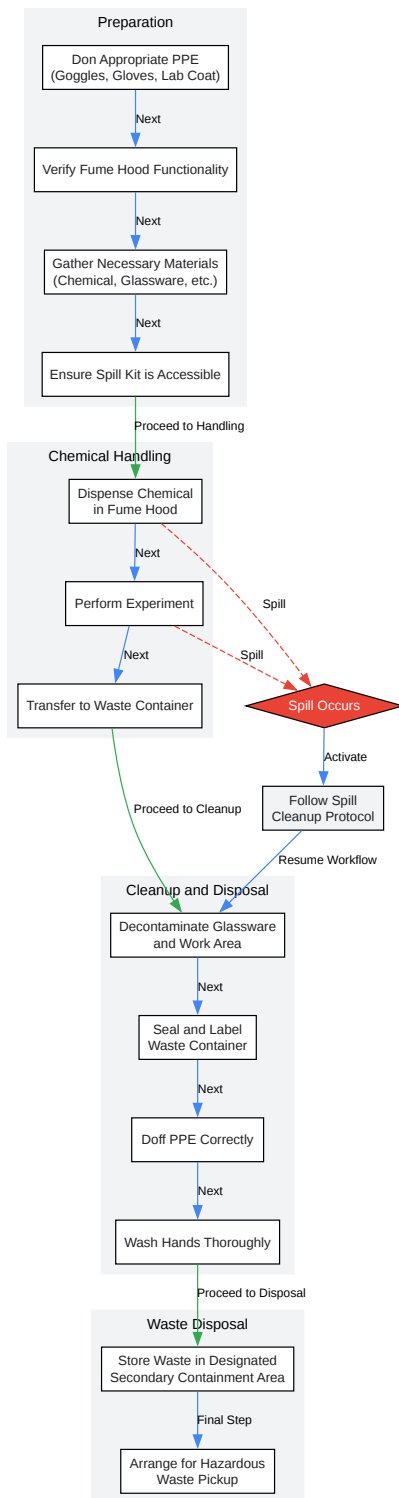 Preparation
Don Appropriate PPE
(Goggles, Gloves, Lab Coat)
Next
Verify Fume Hood Functionality
Next
Gather Necessary Materials
(Chemical, Glassware, etc.)
Next
Ensure Spill Kit is Accessible
Proceed to Handling
Chemical Handling
Dispense Chemical
in Fume Hood
Next
Spill
Perform Experiment
Next
Spill
Transfer to Waste Container
Spill Occurs
Activate
Proceed to Cleanup
Follow Spill
Cleanup Protocol
Resume Workflow
Cleanup and Disposal
Decontaminate Glassware
and Work Area
Next
Seal and Label
Waste Container
Next
Doff PPE Correctly
Next
Wash Hands Thoroughly
Proceed to Disposal
Waste Disposal
Store Waste in Designated
Secondary Containment Area
Final Step
Arrange for Hazardous
Waste Pickup